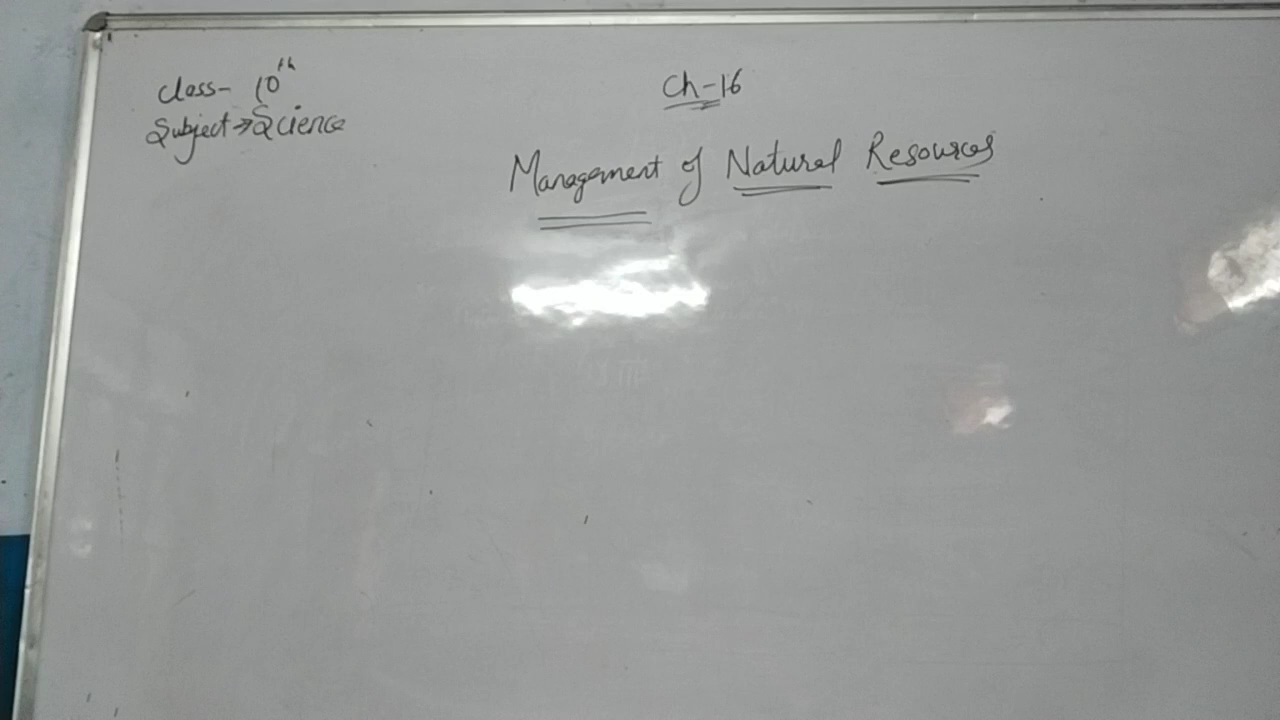 Class- 10th
Subject → Science
Ch-16
Management of Natural Resources